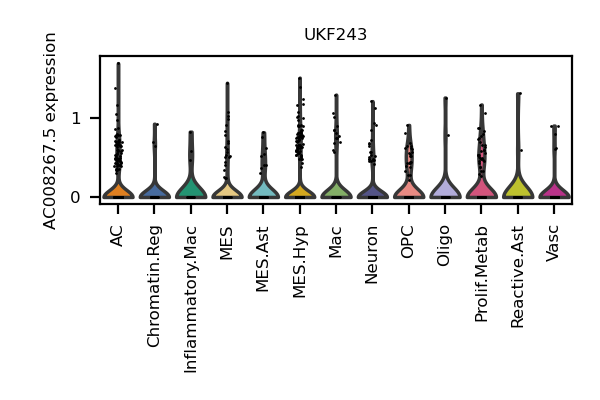 UKF243
AC008267.5 expression
1
0
AC
Chromatin.Reg
Inflammatory.Mac
MES
MES.Ast
MES.Hyp
Mac
Neuron
OPC
Oligo
Prolif.Metab
Reactive.Ast
Vasc